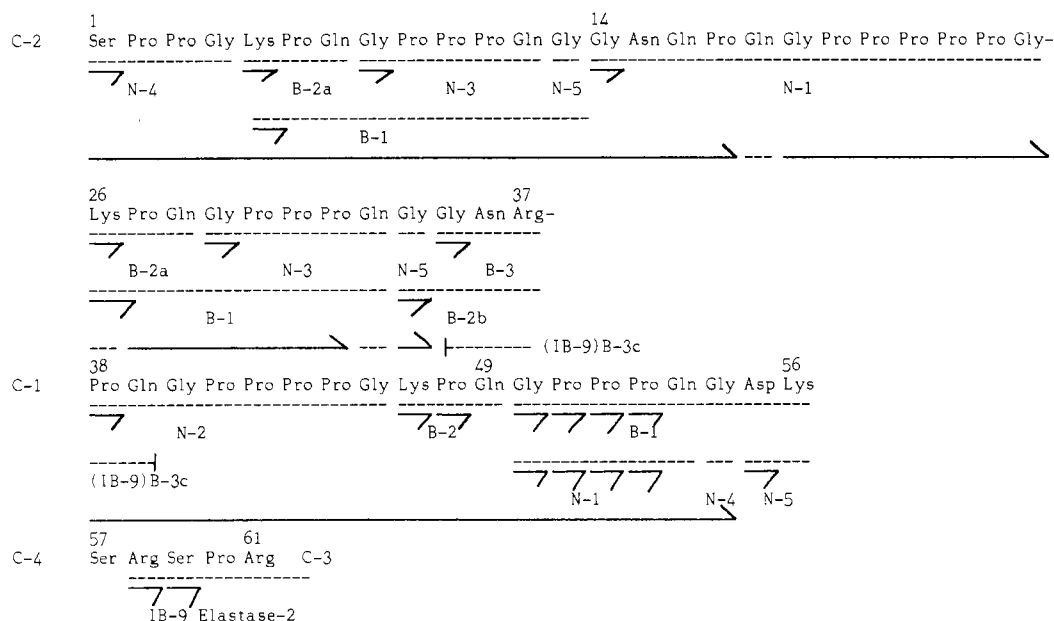 1 14
C-2 Ser Pro Pro Gly Lys Pro Gln Gly Pro Pro Pro Gln Gly Gly Asn Gln Pro Gln Gly Pro Pro Pro Pro Pro Gly-
N-4 B-2a N-3 N-5 N-1
B-1
26 37
Lys Pro Gln Gly Pro Pro Pro Gln Gly Gly Asn Arg-
B-2a N-3 N-5 B-3
B-1 B-2b
(IB-9)B-3c
38 49 56
C-1 Pro Gln Gly Pro Pro Pro Pro Gly Lys Pro Gln Gly Pro Pro Pro Gln Gly Asp Lys
N-2 B-2 B-1
(IB-9)B-3c
N-1 N-4 N-5
57 61
C-4 Ser Arg Ser Pro Arg C-3
IB-9 Elastase-2